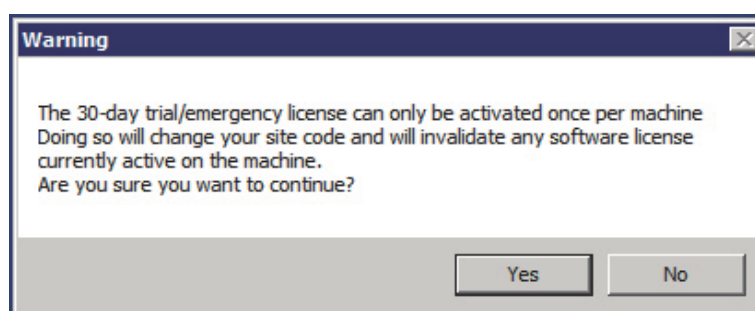 Warning
The 30-day trial/emergency license can only be activated once per machine
Doing so will change your site code and will invalidate any software license
currently active on the machine.
Are you sure you want to continue?
Yes No